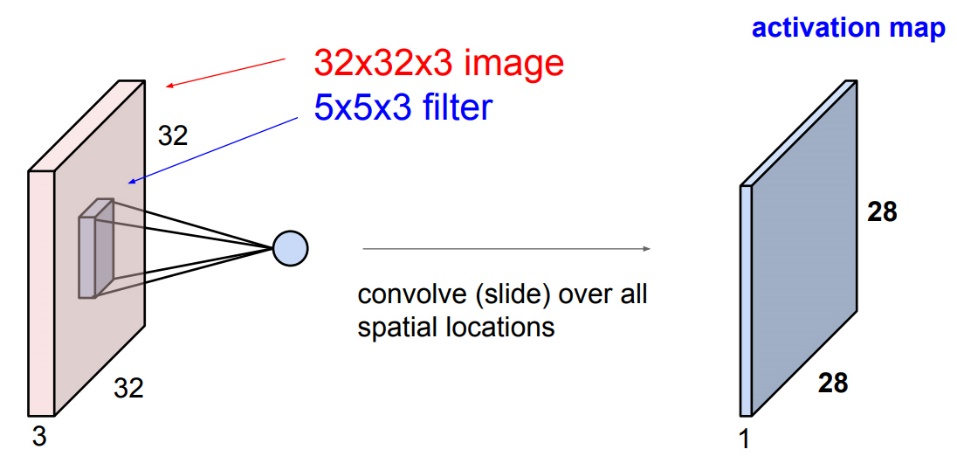 activation map
32x32x3 image
5x5x3 filter
32
28
convolve (slide) over all
spatial locations
32
28
3
1